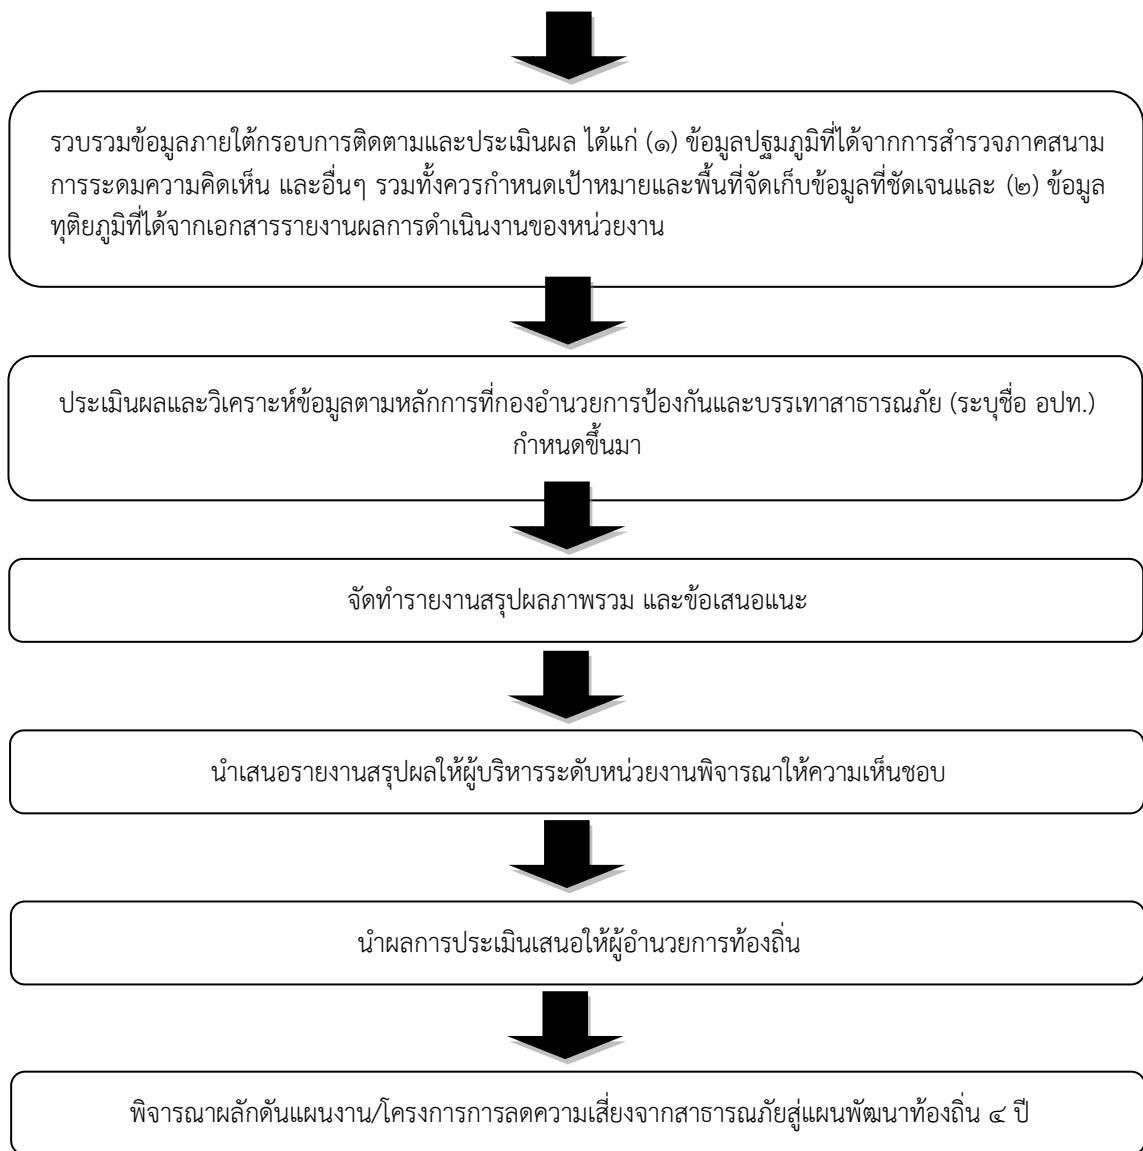 รวบรวมข้อมูลภายใต้กรอบการติดตามและประเมินผล ได้แก่ (๑) ข้อมูลปฐมภูมิที่ได้จากการสำรวจภาคสนาม
การระดมความคิดเห็น และอื่นๆ รวมทั้งควรกำหนดเป้าหมายและพื้นที่จัดเก็บข้อมูลที่ชัดเจนและ (๒) ข้อมูล
ทุติยภูมิที่ได้จากเอกสารรายงานผลการดำเนินงานของหน่วยงาน
ประเมินผลและวิเคราะห์ข้อมูลตามหลักการที่กองอำนวยการป้องกันและบรรเทาสาธารณภัย (ระบุชื่อ อปท.)
กำหนดขึ้นมา
จัดทำรายงานสรุปผลภาพรวม และข้อเสนอแนะ
นำเสนอรายงานสรุปผลให้ผู้บริหารระดับหน่วยงานพิจารณาให้ความเห็นชอบ
นำผลการประเมินเสนอให้ผู้อำนวยการท้องถิ่น
พิจารณาผลักดันแผนงาน/โครงการการลดความเสี่ยงจากสาธารณภัยสู่แผนพัฒนาท้องถิ่น ๔ ปี